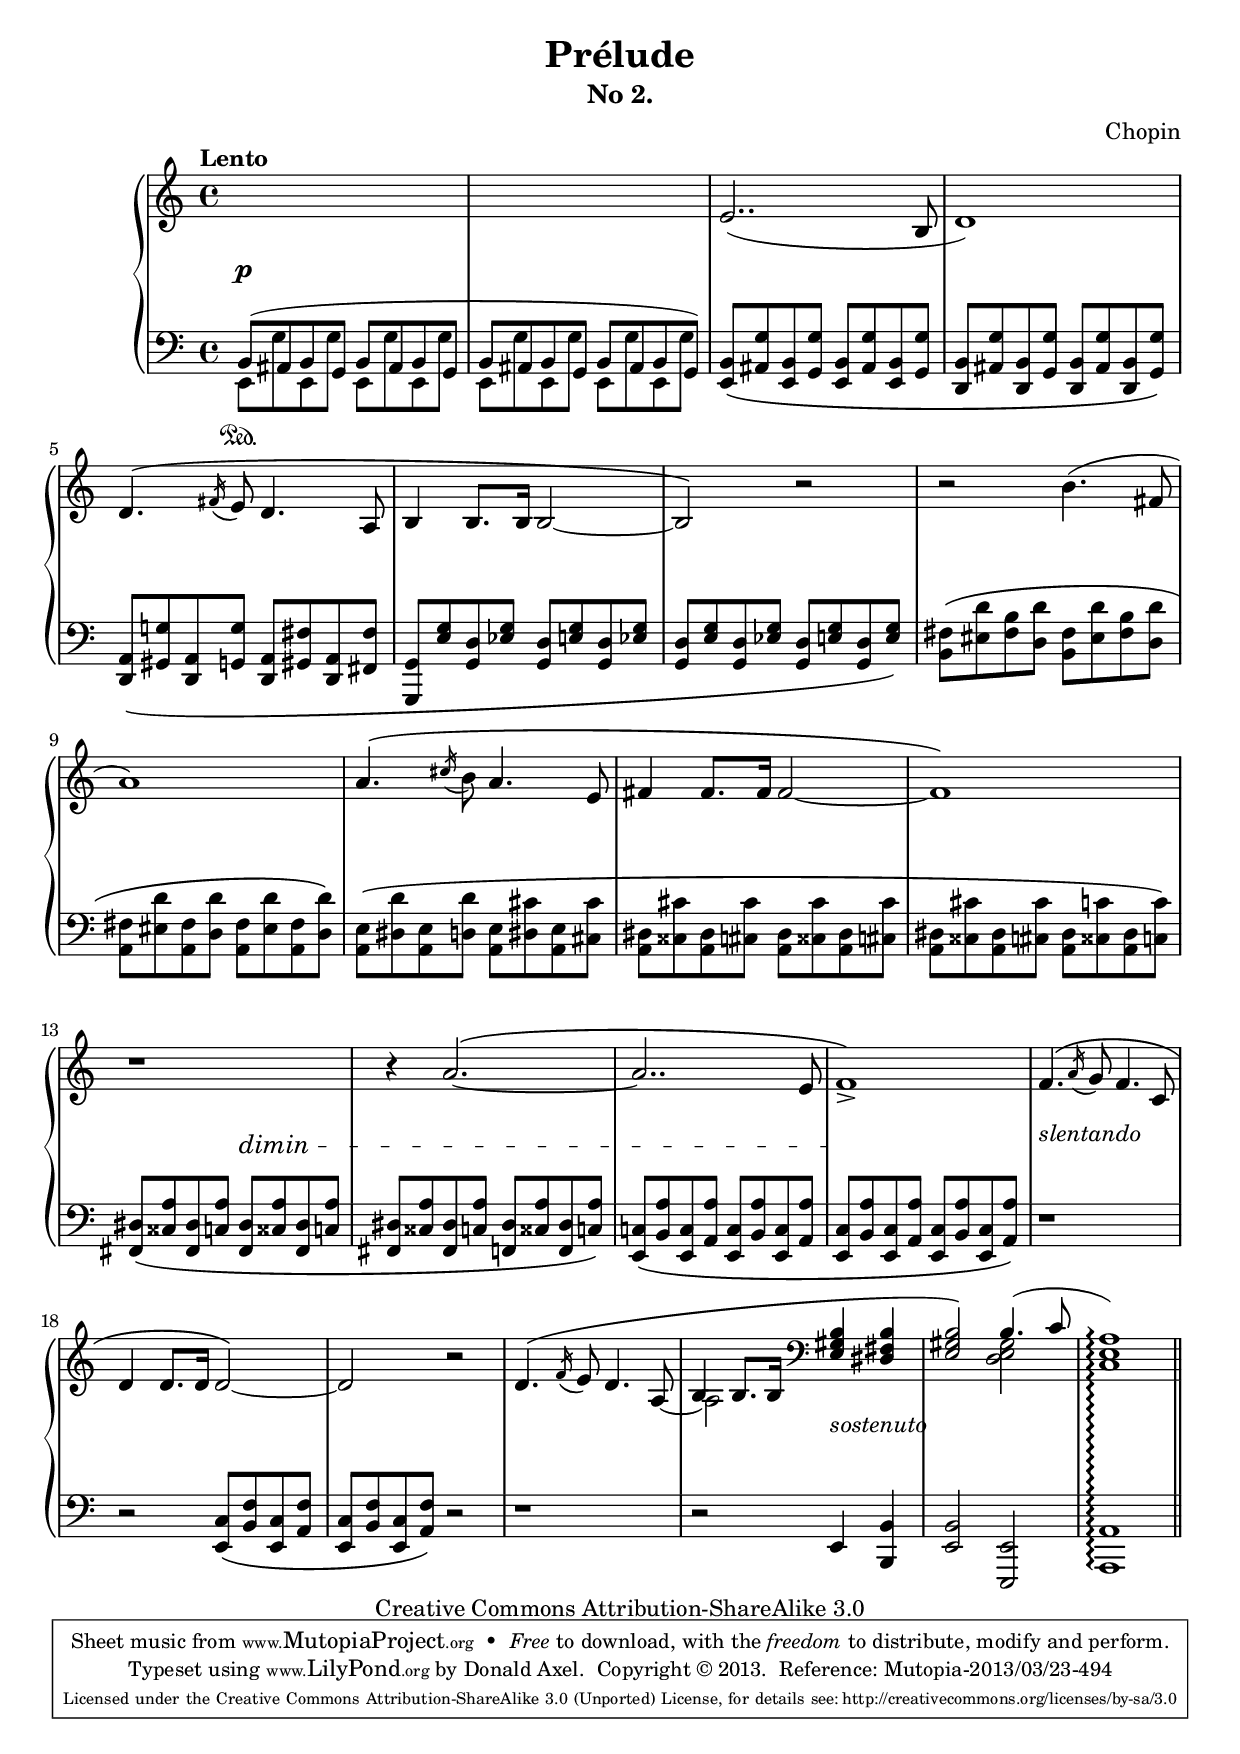 Prélude
No 2.
Chopin
Lento
p
5
Ped.
9
13
dimin
slentando
18
sostenuto
Creative Commons Attribution-ShareAlike 3.0
Sheet music from www.MutopiaProject.org • Free to download, with the freedom to distribute, modify and perform.
Typeset using www.LilyPond.org by Donald Axel. Copyright © 2013. Reference: Mutopia-2013/03/23-494
Licensed under the Creative Commons Attribution-ShareAlike 3.0 (Unported) License, for details see: http://creativecommons.org/licenses/by-sa/3.0